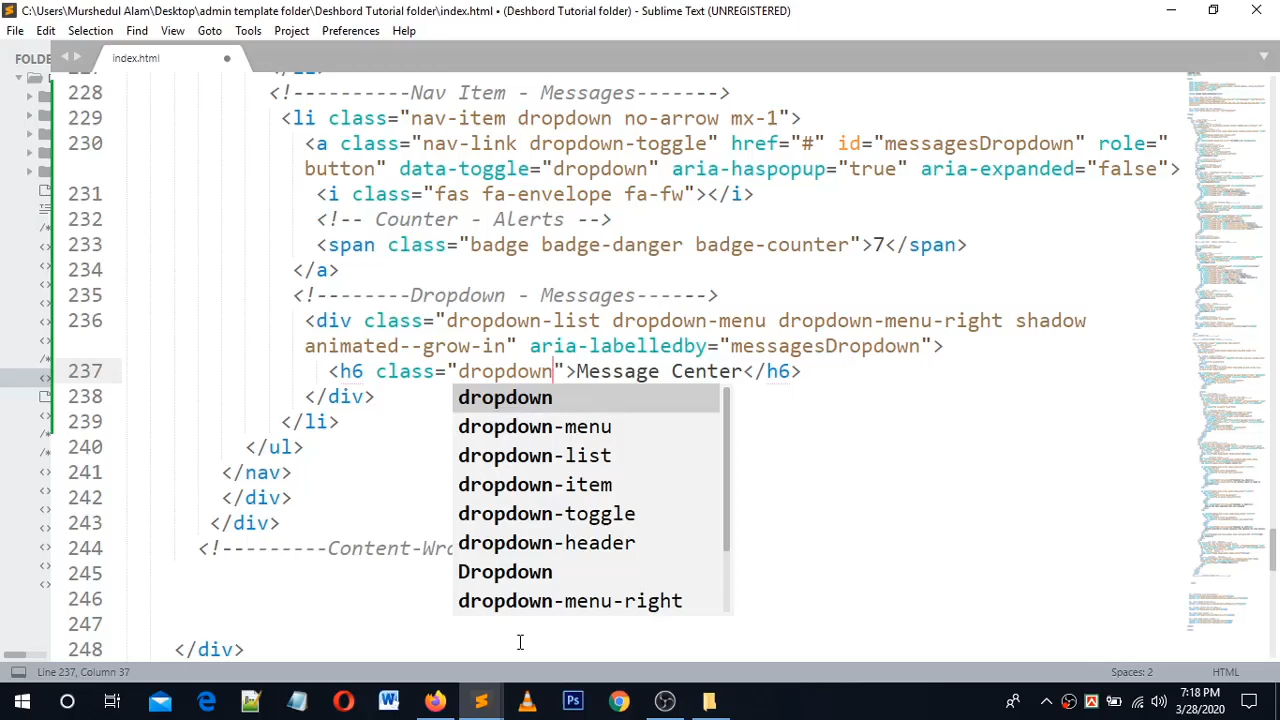 C:\Users\Murshedul Alam\Desktop\admin template folder\Deshbord Tutorial folder\index.html • (Deshbord Tutorial folder) - Sublime Text (UNREGISTERED)
File Edit Selection Find View Goto Tools Project Preferences Help
FOLDE
index.html
228 <!----------Nav Item Messages-------->
229 <li class="nav-item dropdown no-arrow mx-1">
230 <a class="nav-link dropdown-toggle" href="#" id="messegesDropdown" role="
button" data-toggle="dropdown" aria-haspopup="true" aria-expanded="false">
231 <i class="fas fa-envelope fa-fw"></i>
232 <!-- Counter Alerts -->
233 <span class="badge badge-danger badge-counter">7</span>
234 </a>
235
236 <div class="dropdown-list dropdown-menu dropdown-menu-right shadow
animated--grow-in" aria-labelledby="messegesDropdown">
237 <h6 class="dropdown-">Message Center</h6>
238 </div>
239 </li>
240 </ul>
241 </nav>
242 </div>
243 </div>
244 <!---------Content-W
245
246
247
248 </div>
dropdown
dropdown-menu
dropdown-list
dropdown-item
dropdown-toggle
dropdown-header
Dropdown
dropdown-menu-right
Line 237, Column 37
Spaces: 2
HTML
7:18 PM
3/28/2020